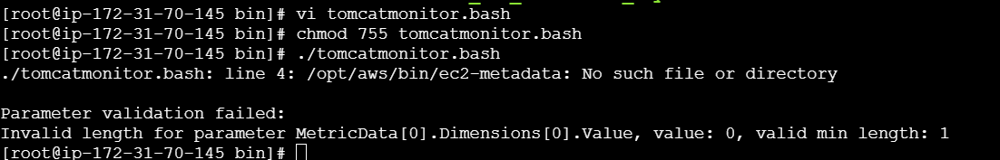 [root@ip-172-31-70-145 bin]# vi tomcatmonitor.bash
[root@ip-172-31-70-145 bin]# chmod 755 tomcatmonitor.bash
[root@ip-172-31-70-145 bin]# ./tomcatmonitor.bash
./tomcatmonitor.bash: line 4: /opt/aws/bin/ec2-metadata: No such file or directory

Parameter validation failed:
Invalid length for parameter MetricData[0].Dimensions[0].Value, value: 0, valid min length: 1
[root@ip-172-31-70-145 bin]#